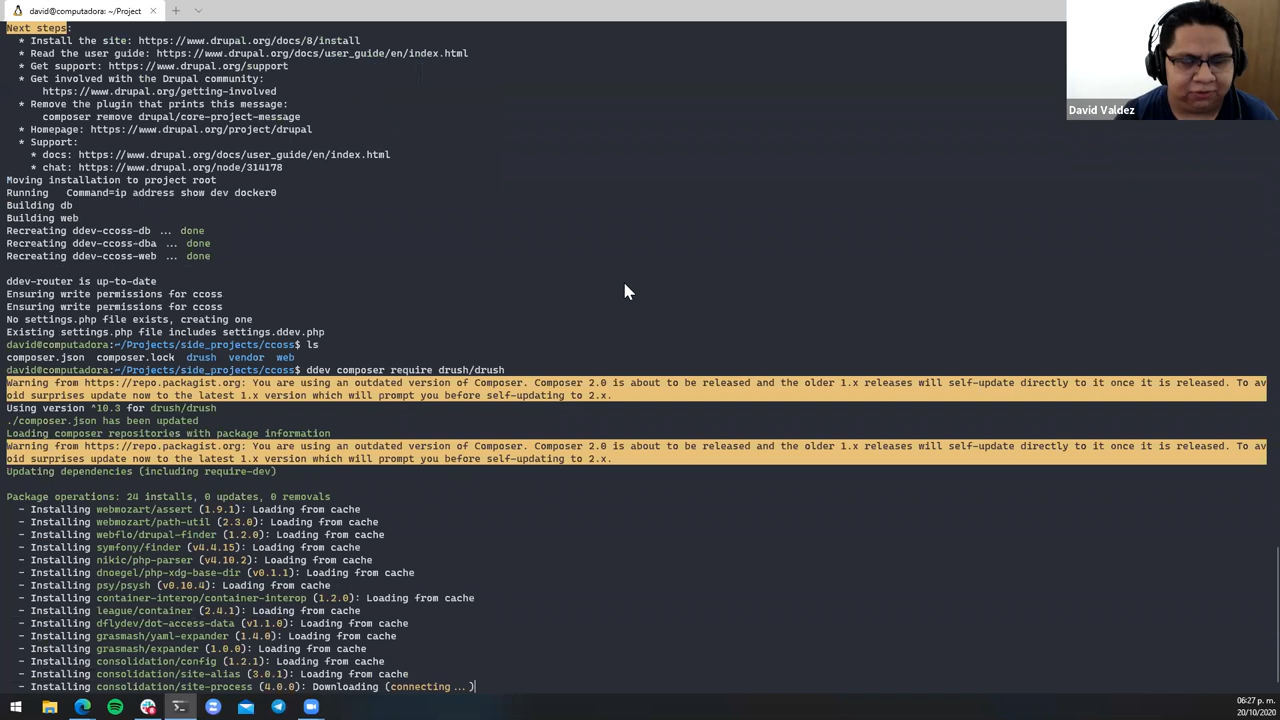 david@computadora: ~/Project
Next steps:
* Install the site: https://www.drupal.org/docs/8/install
* Read the user guide: https://www.drupal.org/docs/user_guide/en/index.html
* Get support: https://www.drupal.org/support
* Get involved with the Drupal community:
https://www.drupal.org/getting-involved
* Remove the plugin that prints this message:
composer remove drupal/core-project-message
* Homepage: https://www.drupal.org/project/drupal
* Support:
* docs: https://www.drupal.org/docs/user_guide/en/index.html
* chat: https://www.drupal.org/node/314178
Moving installation to project root
Running   Command=ip address show dev docker0
Building db
Building web
Recreating ddev-ccoss-db ... done
Recreating ddev-ccoss-dba ... done
Recreating ddev-ccoss-web ... done
ddev-router is up-to-date
Ensuring write permissions for ccoss
Ensuring write permissions for ccoss
No settings.php file exists, creating one
Existing settings.php file includes settings.ddev.php
david@computadora:~/Projects/side_projects/ccoss$ ls
composer.json  composer.lock  drush  vendor  web
david@computadora:~/Projects/side_projects/ccoss$ ddev composer require drush/drush
Warning from https://repo.packagist.org: You are using an outdated version of Composer. Composer 2.0 is about to be released and the older 1.x releases will self-update directly to it once it is released. To av
oid surprises update now to the latest 1.x version which will prompt you before self-updating to 2.x.
Using version ^10.3 for drush/drush
./composer.json has been updated
Loading composer repositories with package information
Warning from https://repo.packagist.org: You are using an outdated version of Composer. Composer 2.0 is about to be released and the older 1.x releases will self-update directly to it once it is released. To av
oid surprises update now to the latest 1.x version which will prompt you before self-updating to 2.x.
Updating dependencies (including require-dev)
Package operations: 24 installs, 0 updates, 0 removals
- Installing webmozart/assert (1.9.1): Loading from cache
- Installing webmozart/path-util (2.3.0): Loading from cache
- Installing webflo/drupal-finder (1.2.0): Loading from cache
- Installing symfony/finder (v4.4.15): Loading from cache
- Installing nikic/php-parser (v4.10.2): Loading from cache
- Installing dnoegel/php-xdg-base-dir (v0.1.1): Loading from cache
- Installing psy/psysh (v0.10.4): Loading from cache
- Installing container-interop/container-interop (1.2.0): Loading from cache
- Installing league/container (2.4.1): Loading from cache
- Installing dflydev/dot-access-data (v1.1.0): Loading from cache
- Installing grasmash/yaml-expander (1.4.0): Loading from cache
- Installing grasmash/expander (1.0.0): Loading from cache
- Installing consolidation/config (1.2.1): Loading from cache
- Installing consolidation/site-alias (3.0.1): Loading from cache
- Installing consolidation/site-process (4.0.0): Downloading (connecting...)
David Valdez
06:27 p. m.
20/10/2020